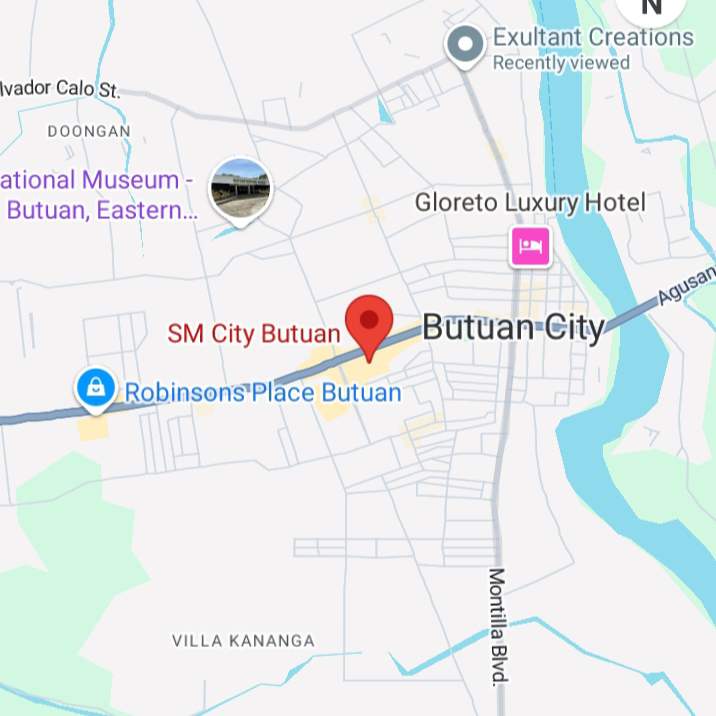 N
Exultant Creations
Recently viewed
lvador Calo St.
DOONGAN
ational Museum -
Butuan, Eastern...
Gloreto Luxury Hotel
Agusan
SM City Butuan
Butuan City
Robinsons Place Butuan
Montilla Blvd.
VILLA KANANGA